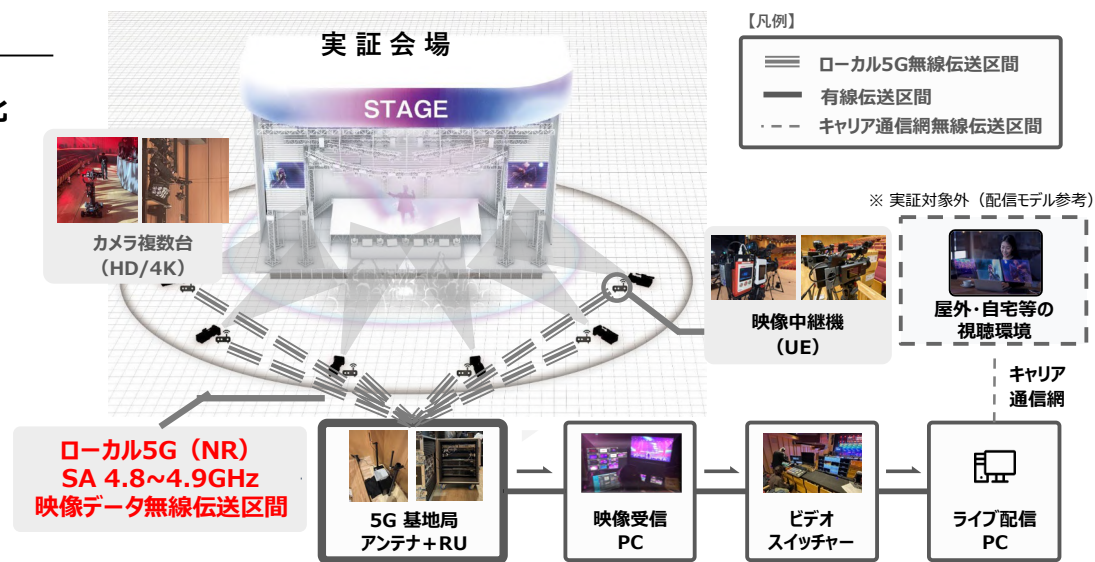 実証会場
STAGE
【凡例】
ローカル5G無線伝送区間
有線伝送区間
キャリア通信網無線伝送区間
カメラ複数台
（HD/4K）
※ 実証対象外（配信モデル参考）
映像中継機
（UE）
屋外・自宅等の
視聴環境
キャリア
通信網
ローカル5G（NR）
SA 4.8~4.9GHz
映像データ無線伝送区間
5G 基地局
アンテナ＋RU
映像受信
PC
ビデオ
スイッチャー
ライブ配信
PC